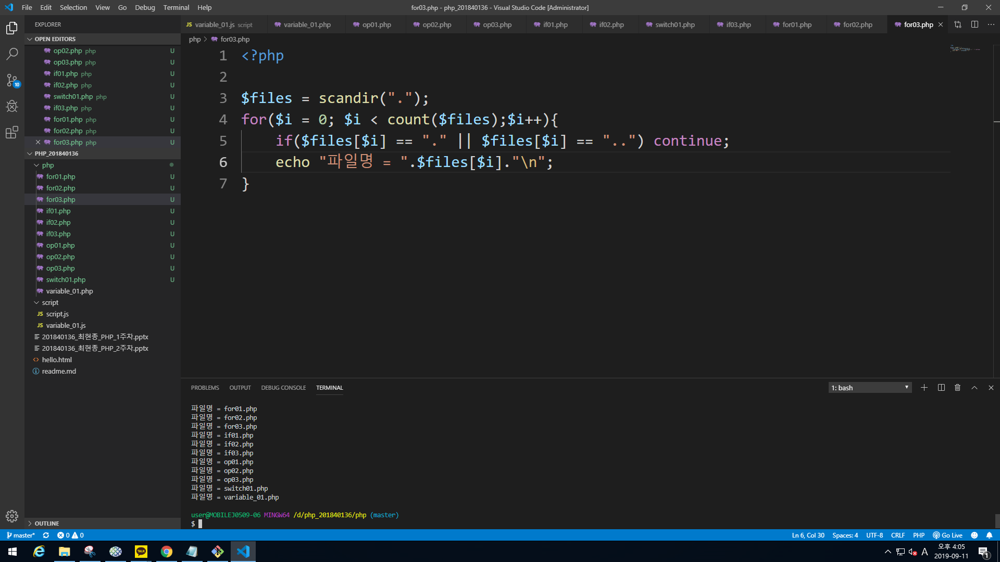 File Edit Selection View Go Debug Terminal Help
for03.php - php_201840136 - Visual Studio Code [Administrator]
EXPLORER
OPEN EDITORS
op02.php php U
op03.php php U
if01.php php U
if02.php php U
switch01.php php U
if03.php php U
for01.php php U
for02.php php U
for03.php php U
PHP_201840136
php
for01.php U
for02.php U
for03.php U
if01.php U
if02.php U
if03.php U
op01.php U
op02.php U
op03.php U
switch01.php U
variable_01.php
script
JS script.js
JS variable_01.js
201840136_최현종_PHP_1주차.pptx
201840136_최현종_PHP_2주차.pptx
hello.html
readme.md
OUTLINE
10
JS variable_01.js script variable_01.php op01.php op02.php op03.php if01.php if02.php switch01.php if03.php for01.php for02.php for03.php
php > for03.php
1 <?php
2
3 $files = scandir(".");
4 for($i = 0; $i < count($files);$i++){
5 if($files[$i] == "." || $files[$i] == "..") continue;
6 echo "파일명 = ".$files[$i]."\n";
7 }
PROBLEMS OUTPUT DEBUG CONSOLE TERMINAL
1: bash
파일명 = for01.php
파일명 = for02.php
파일명 = for03.php
파일명 = if01.php
파일명 = if02.php
파일명 = if03.php
파일명 = op01.php
파일명 = op02.php
파일명 = op03.php
파일명 = switch01.php
파일명 = variable_01.php
user@MOBILEJ0509-06 MINGW64 /d/php_201840136/php (master)
$
master* 0 0
Ln 6, Col 30 Spaces: 4 UTF-8 CRLF PHP Go Live
TALK
A
오후 4:05
2019-09-11
1